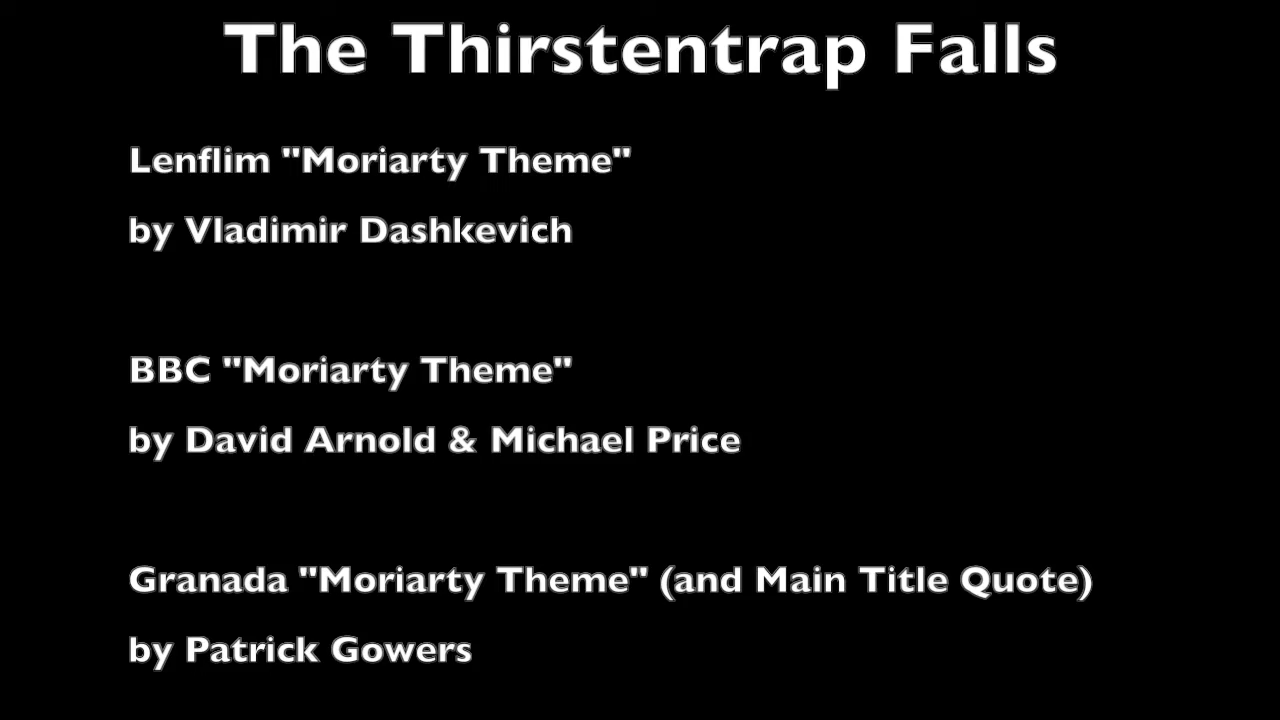 The Thirstentrap Falls
Lenflim "Moriarty Theme"
by Vladimir Dashkevich
BBC "Moriarty Theme"
by David Arnold & Michael Price
Granada "Moriarty Theme" (and Main Title Quote)
by Patrick Gowers